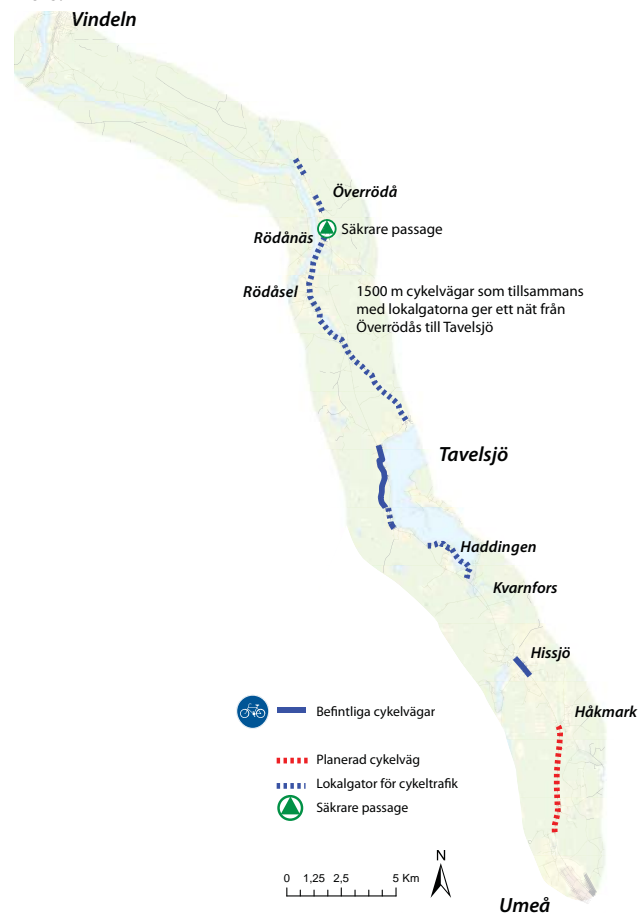 Vindeln
Överrödå
Säkrare passage
Rödånäs
Rödåsel
1500 m cykelvägar som tillsammans
med lokalgatorna ger ett nät från
Överrödås till Tavelsjö
Tavelsjö
Haddingen
Kvarnfors
Hissjö
Befintliga cykelvägar
Håkmark
Planerad cykelväg
Lokalgator för cykeltrafik
Säkrare passage
0 1,25 2,5 5 Km
N
Umeå